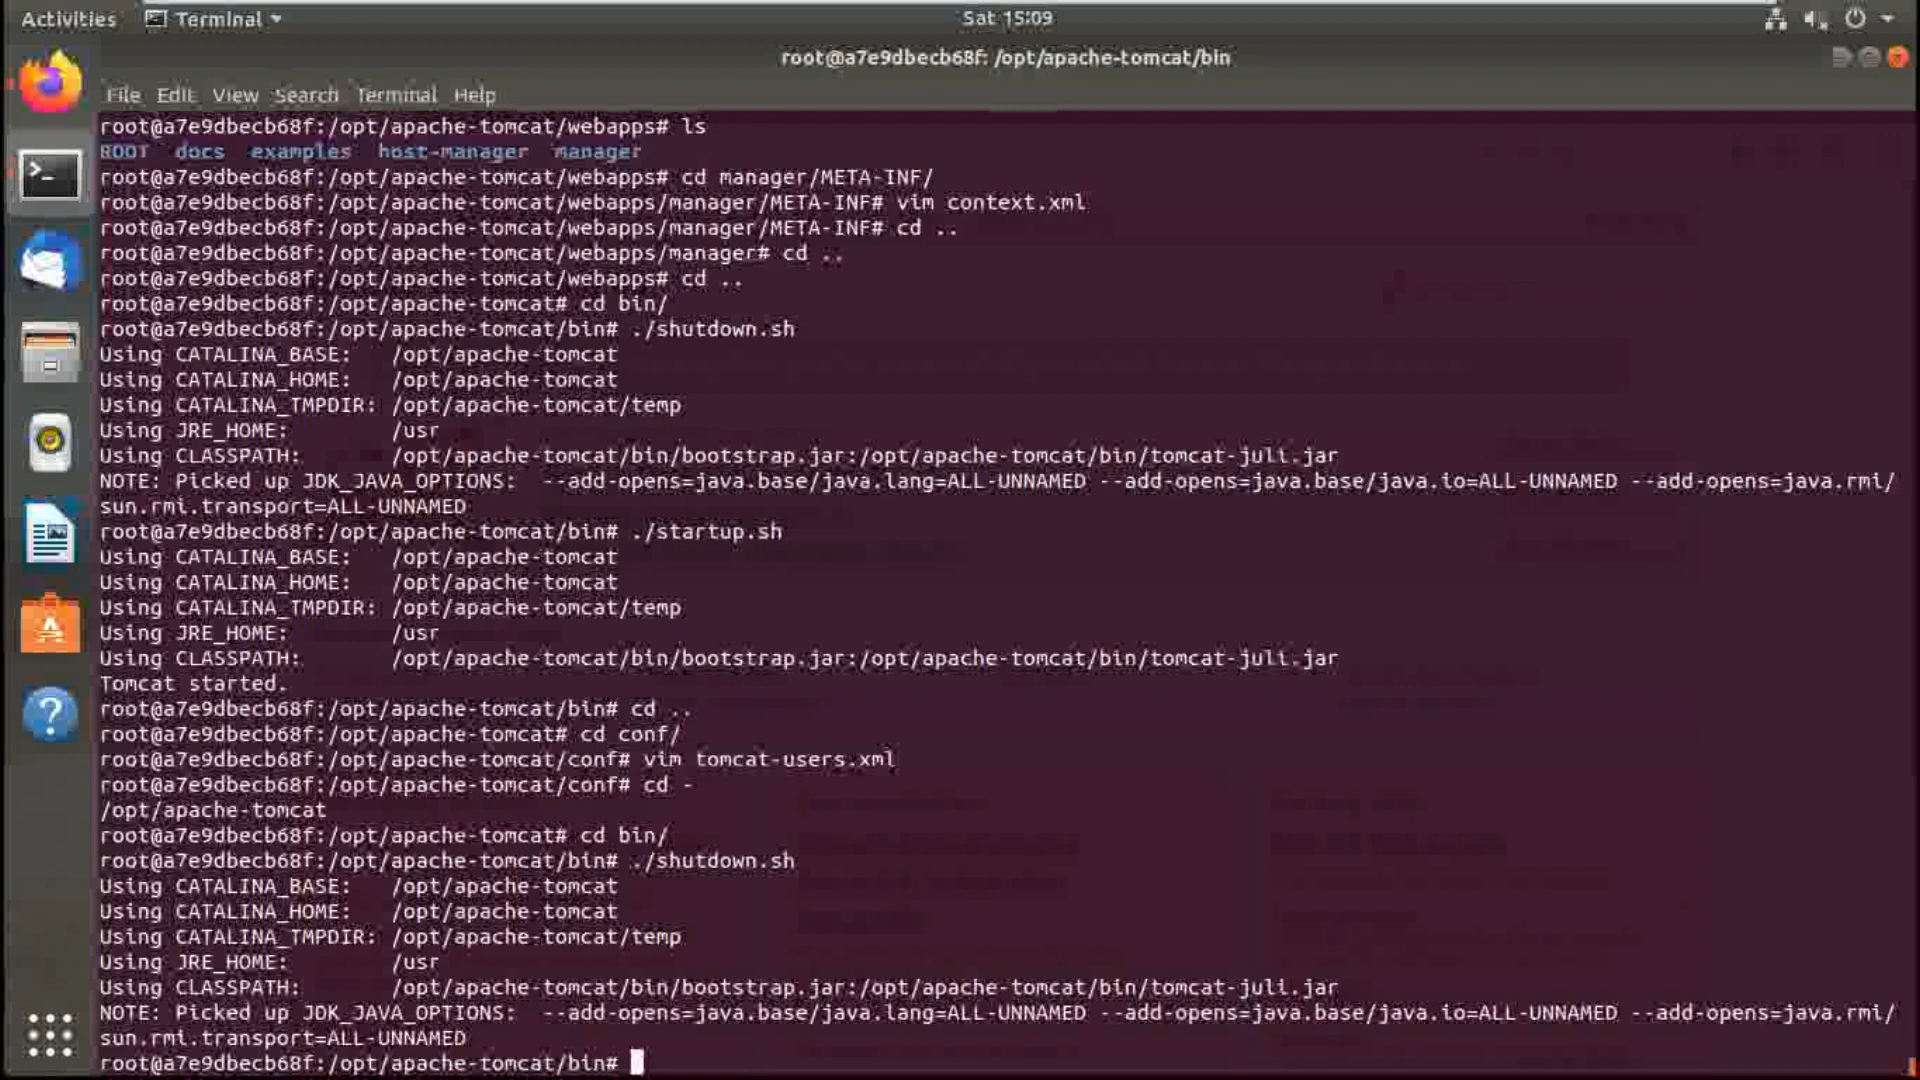 Activities Terminal Sat 15:09
root@a7e9dbecb68f: /opt/apache-tomcat/bin
File Edit View Search Terminal Help
root@a7e9dbecb68f:/opt/apache-tomcat/webapps# ls
ROOT docs examples host-manager manager
root@a7e9dbecb68f:/opt/apache-tomcat/webapps# cd manager/META-INF/
root@a7e9dbecb68f:/opt/apache-tomcat/webapps/manager/META-INF# vim context.xml
root@a7e9dbecb68f:/opt/apache-tomcat/webapps/manager/META-INF# cd ..
root@a7e9dbecb68f:/opt/apache-tomcat/webapps/manager# cd ..
root@a7e9dbecb68f:/opt/apache-tomcat/webapps# cd ..
root@a7e9dbecb68f:/opt/apache-tomcat# cd bin/
root@a7e9dbecb68f:/opt/apache-tomcat/bin# ./shutdown.sh
Using CATALINA_BASE: /opt/apache-tomcat
Using CATALINA_HOME: /opt/apache-tomcat
Using CATALINA_TMPDIR: /opt/apache-tomcat/temp
Using JRE_HOME: /usr
Using CLASSPATH: /opt/apache-tomcat/bin/bootstrap.jar:/opt/apache-tomcat/bin/tomcat-juli.jar
NOTE: Picked up JDK_JAVA_OPTIONS: --add-opens=java.base/java.lang=ALL-UNNAMED --add-opens=java.base/java.io=ALL-UNNAMED --add-opens=java.rmi/
sun.rmi.transport=ALL-UNNAMED
root@a7e9dbecb68f:/opt/apache-tomcat/bin# ./startup.sh
Using CATALINA_BASE: /opt/apache-tomcat
Using CATALINA_HOME: /opt/apache-tomcat
Using CATALINA_TMPDIR: /opt/apache-tomcat/temp
Using JRE_HOME: /usr
Using CLASSPATH: /opt/apache-tomcat/bin/bootstrap.jar:/opt/apache-tomcat/bin/tomcat-juli.jar
Tomcat started.
root@a7e9dbecb68f:/opt/apache-tomcat/bin# cd ..
root@a7e9dbecb68f:/opt/apache-tomcat# cd conf/
root@a7e9dbecb68f:/opt/apache-tomcat/conf# vim tomcat-users.xml
root@a7e9dbecb68f:/opt/apache-tomcat/conf# cd -
/opt/apache-tomcat
root@a7e9dbecb68f:/opt/apache-tomcat# cd bin/
root@a7e9dbecb68f:/opt/apache-tomcat/bin# ./shutdown.sh
Using CATALINA_BASE: /opt/apache-tomcat
Using CATALINA_HOME: /opt/apache-tomcat
Using CATALINA_TMPDIR: /opt/apache-tomcat/temp
Using JRE_HOME: /usr
Using CLASSPATH: /opt/apache-tomcat/bin/bootstrap.jar:/opt/apache-tomcat/bin/tomcat-juli.jar
NOTE: Picked up JDK_JAVA_OPTIONS: --add-opens=java.base/java.lang=ALL-UNNAMED --add-opens=java.base/java.io=ALL-UNNAMED --add-opens=java.rmi/
sun.rmi.transport=ALL-UNNAMED
root@a7e9dbecb68f:/opt/apache-tomcat/bin#